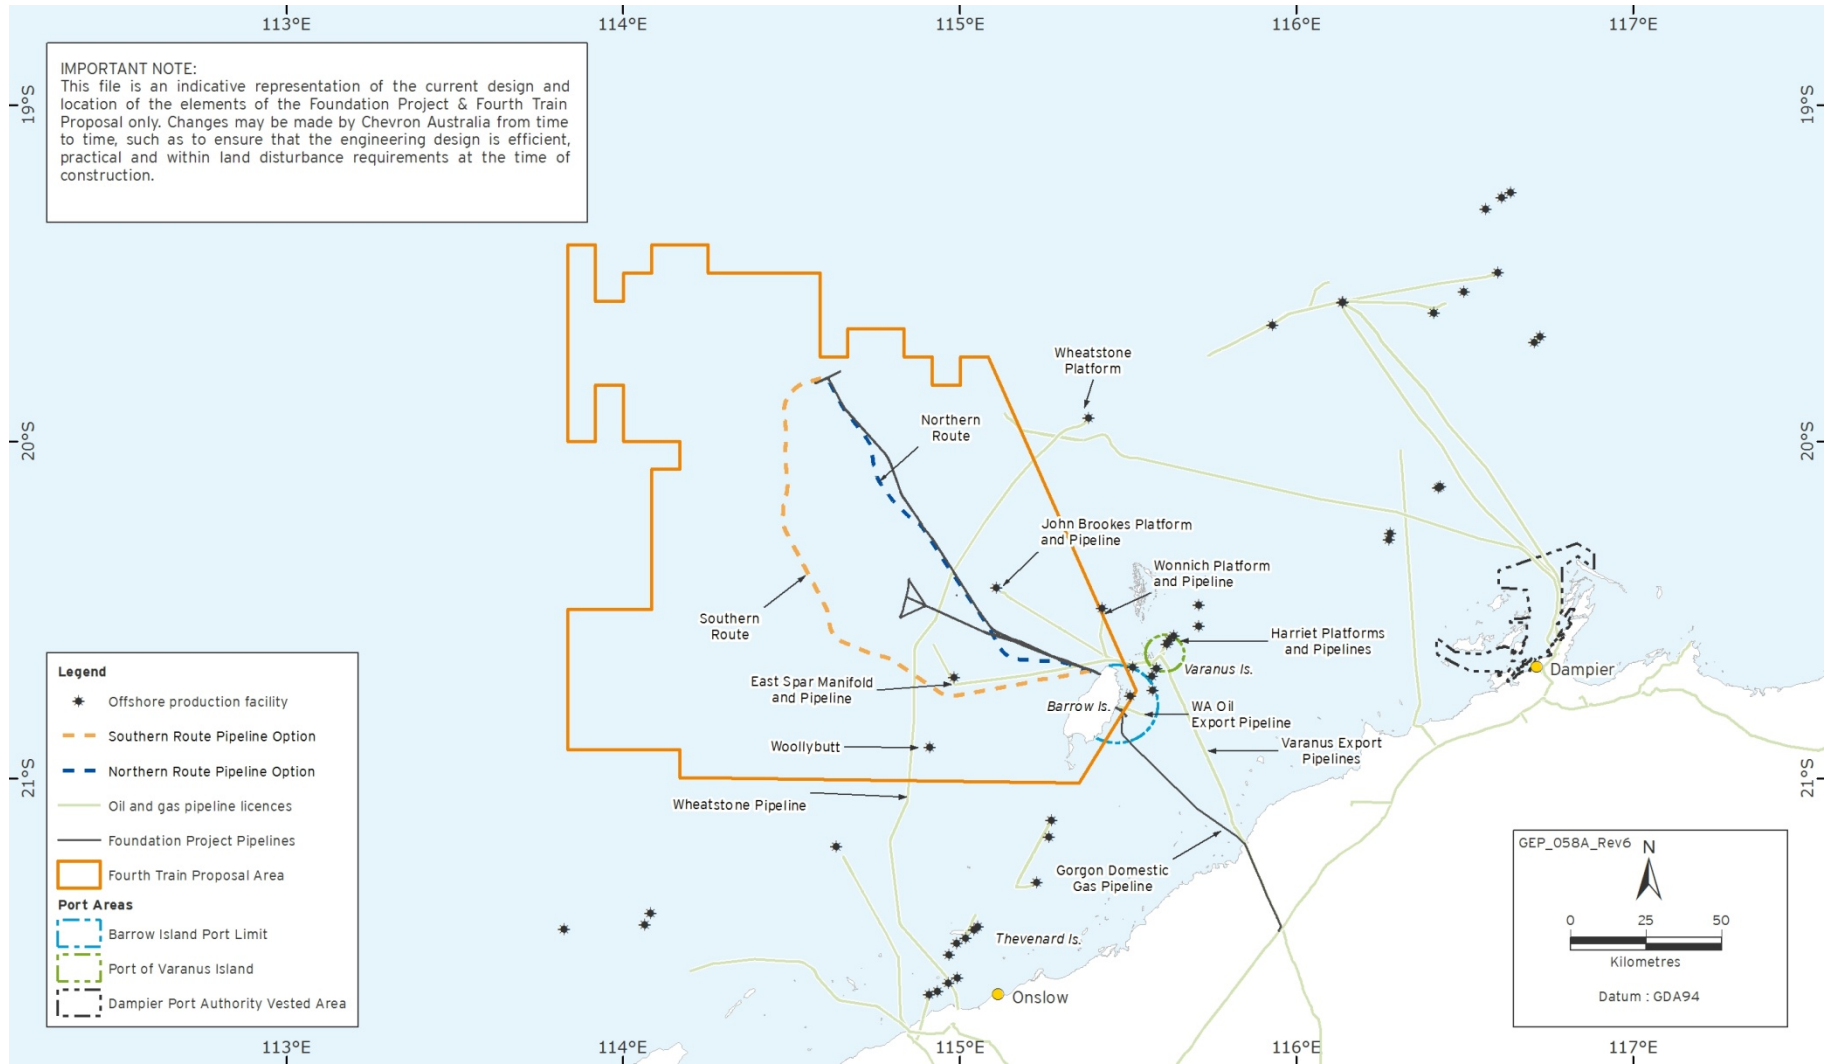 113°E
114°E
115°E
116°E
117°E
19°S
19°S
IMPORTANT NOTE:
This file is an indicative representation of the current design and
location of the elements of the Foundation Project & Fourth Train
Proposal only. Changes may be made by Chevron Australia from time
to time, such as to ensure that the engineering design is efficient,
practical and within land disturbance requirements at the time of
construction.
Wheatstone
Platform
Northern
Route
20°S
20°S
John Brookes Platform
and Pipeline
Wonnich Platform
and Pipeline
Southern
Route
Harriet Platforms
and Pipelines
Varanus Is.
Dampier
East Spar Manifold
and Pipeline
Barrow Is.
WA Oil
Export Pipeline
Woollybutt
Varanus Export
Pipelines
21°S
21°S
Wheatstone Pipeline
Gorgon Domestic
Gas Pipeline
Thevenard Is.
Onslow
Legend
Offshore production facility
Southern Route Pipeline Option
Northern Route Pipeline Option
Oil and gas pipeline licences
Foundation Project Pipelines
Fourth Train Proposal Area
Port Areas
Barrow Island Port Limit
Port of Varanus Island
Dampier Port Authority Vested Area
GEP_058A_Rev6
N
0 25 50
Kilometres
Datum : GDA94
113°E
114°E
115°E
116°E
117°E